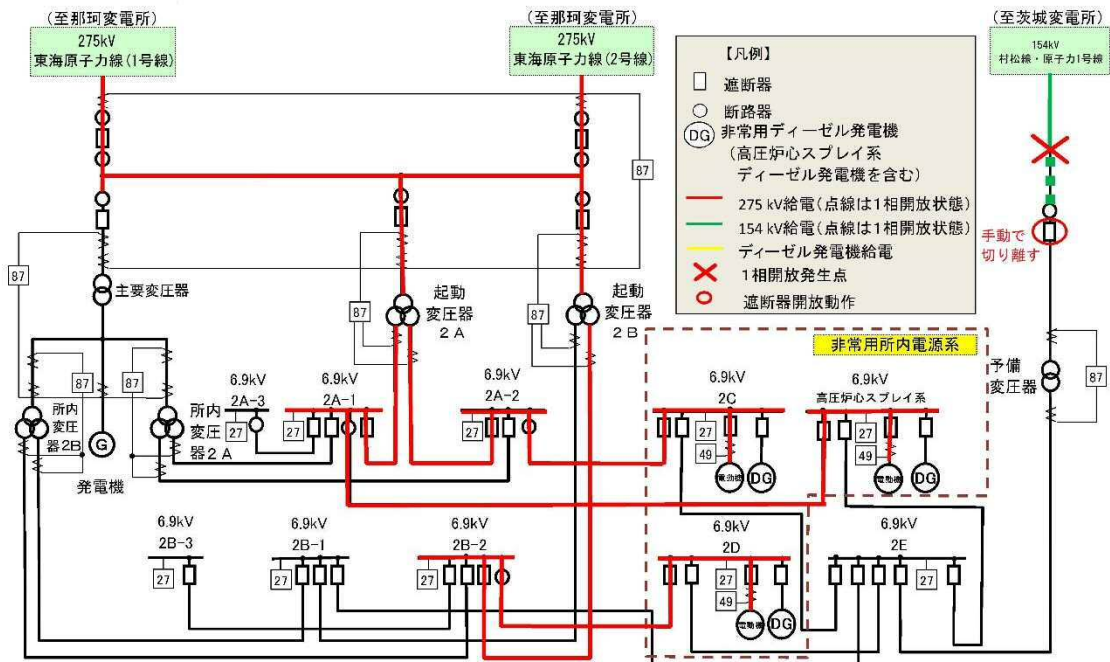 (至那珂変電所)
275kV
東海原子力線(1号線)
(至那珂変電所)
275kV
東海原子力線(2号線)
(至茨城変電所)
154kV
村松線・原子力1号線
【凡例】
遮断器
断路器
DG
非常用ディーゼル発電機
(高圧炉心スプレイ系
ディーゼル発電機を含む)
275 kV給電(点線は1相開放状態)
154 kV給電(点線は1相開放状態)
ディーゼル発電機給電
1相開放発生点
遮断器開放動作
手動で
切り離す
87
87
87
87
主要変圧器
起動
変圧器
2A
起動
変圧器
2B
非常用所内電源系
予備
変圧器
87
87
87
所内
変圧
器2B
G
発電機
所内
変圧
器2A
6.9kV
2A-3
27
6.9kV
2A-1
27
6.9kV
2A-2
27
6.9kV
2C
27
49
電動機
DG
6.9kV
高圧炉心スプレイ系
27
49
電動機
DG
6.9kV
2B-3
27
6.9kV
2B-1
27
6.9kV
2B-2
27
6.9kV
2D
27
49
電動機
DG
6.9kV
2E
27